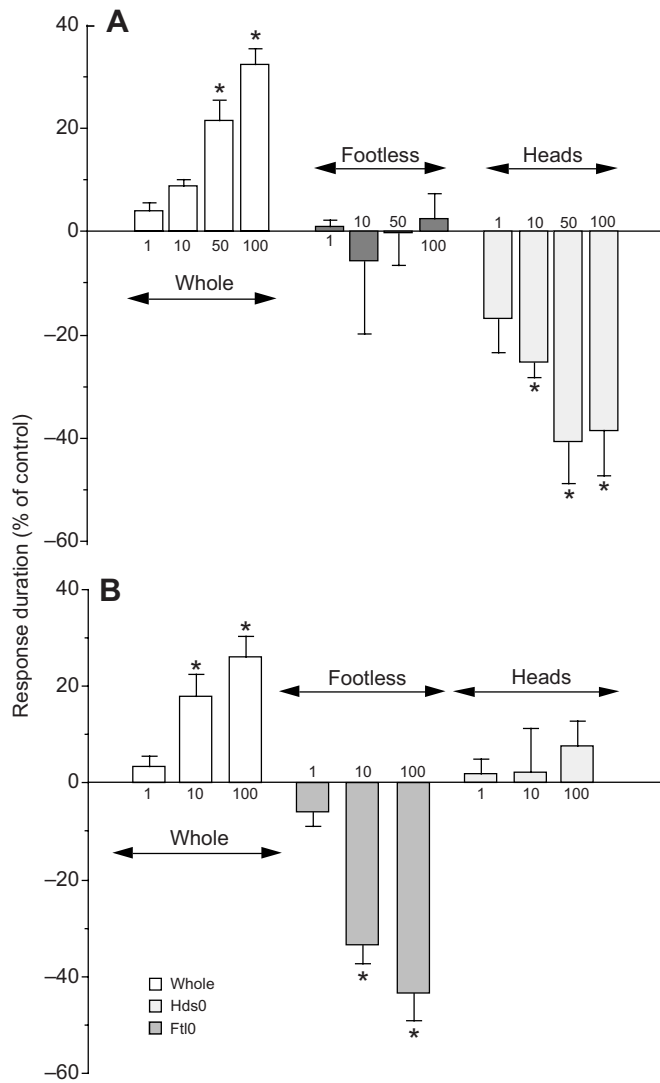 Response duration (% of control)
A
40
20
0
–20
–40
–60
* *
Footless
Heads
1 10 50 100
1 10 50 100
1 10 50 100
Whole
* * *
B
40
20
0
–20
–40
–60
* *
Footless
Heads
1 10 100
1 10 100
1 10 100
Whole
* *
Whole
Hds0
Ftl0